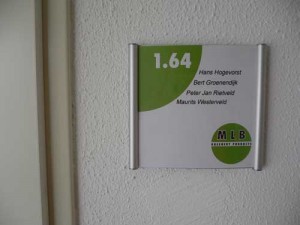 1.64
Hans Hogevorst
Bert Groenendijk
Peter Jan Rietveld
Maurits Westerveld
MLB